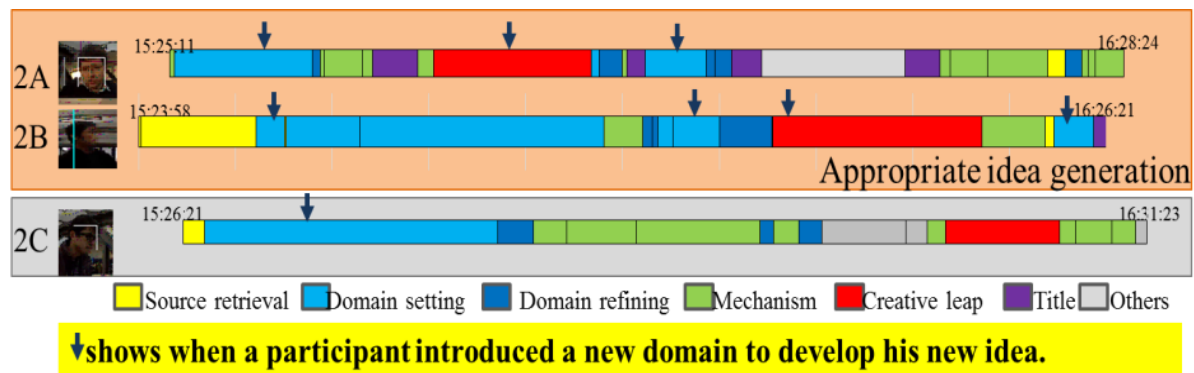 15:25:11
16:28:24
2A
15:23:58
16:26:21
2B
Appropriate idea generation
15:26:21
16:31:23
2C
Source retrieval Domain setting Domain refining Mechanism Creative leap Title Others
shows when a participant introduced a new domain to develop his new idea.